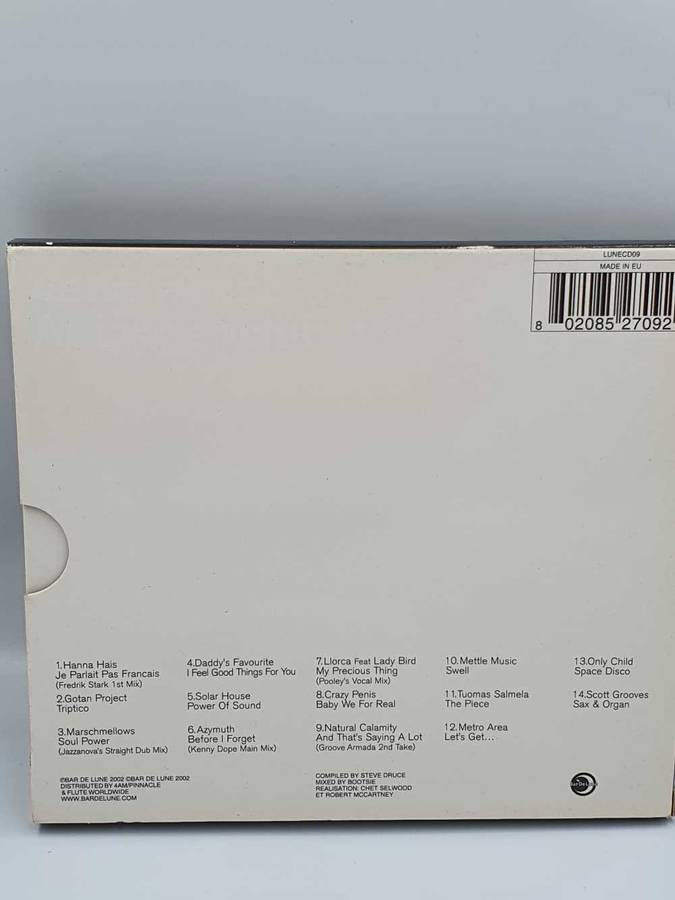 LUNECD09
MADE IN EU
8 02085 27092
1.Hanna Hais
Je Parlait Pas Francais
(Fredrik Stark 1st Mix)
2.Gotan Project
Triptico
3.Marschmellows
Soul Power
(Jazzanova's Straight Dub Mix)
4.Daddy's Favourite
I Feel Good Things For You
5.Solar House
Power Of Sound
6.Azymuth
Before I Forget
(Kenny Dope Main Mix)
7.Llorca Feat Lady Bird
My Precious Thing
(Pooley's Vocal Mix)
8.Crazy Penis
Baby We For Real
9.Natural Calamity
And That's Saying A Lot
(Groove Armada 2nd Take)
10.Mettle Music
Swell
11.Tuomas Salmela
The Piece
12.Metro Area
Let's Get...
13.Only Child
Space Disco
14.Scott Grooves
Sax & Organ
℗BAR DE LUNE 2002 ©BAR DE LUNE 2002
DISTRIBUTED BY 4AM/PINNACLE
& FLUTE WORLDWIDE
WWW.BARDELUNE.COM
COMPILED BY STEVE DRUCE
MIXED BY BOOTSIE
REALISATION: CHET SELWOOD
ET ROBERT MCCARTNEY
Bar De Lune